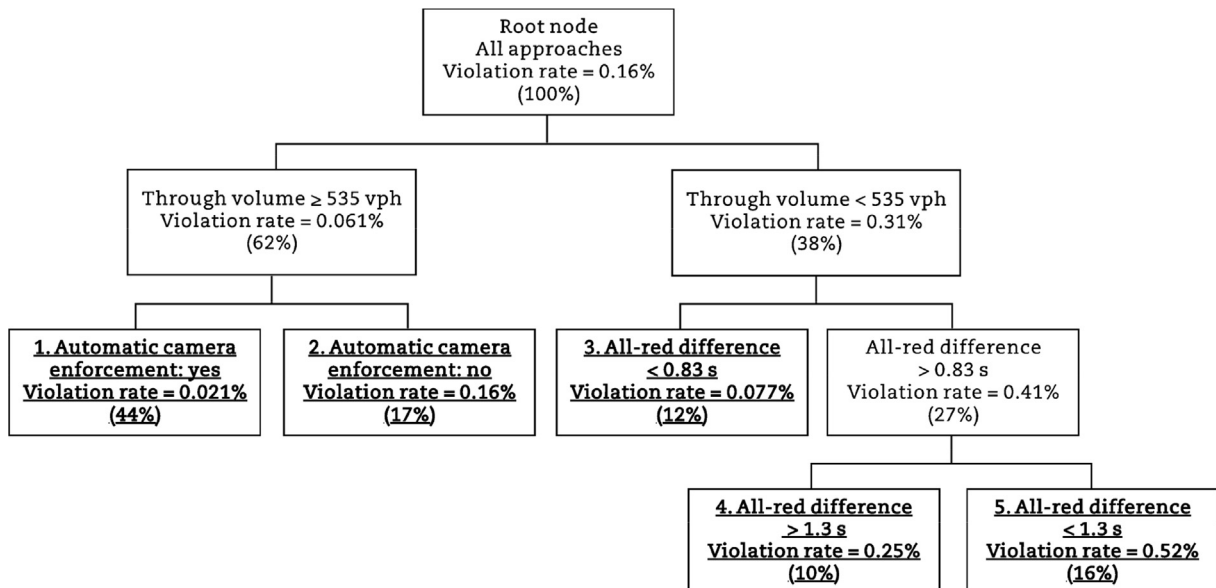 Root node
All approaches
Violation rate = 0.16%
(100%)
Through volume ≥ 535 vph
Violation rate = 0.061%
(62%)
Through volume < 535 vph
Violation rate = 0.31%
(38%)
1. Automatic camera
enforcement: yes
Violation rate = 0.021%
(44%)
2. Automatic camera
enforcement: no
Violation rate = 0.16%
(17%)
3. All-red difference
< 0.83 s
Violation rate = 0.077%
(12%)
All-red difference
> 0.83 s
Violation rate = 0.41%
(27%)
4. All-red difference
> 1.3 s
Violation rate = 0.25%
(10%)
5. All-red difference
< 1.3 s
Violation rate = 0.52%
(16%)